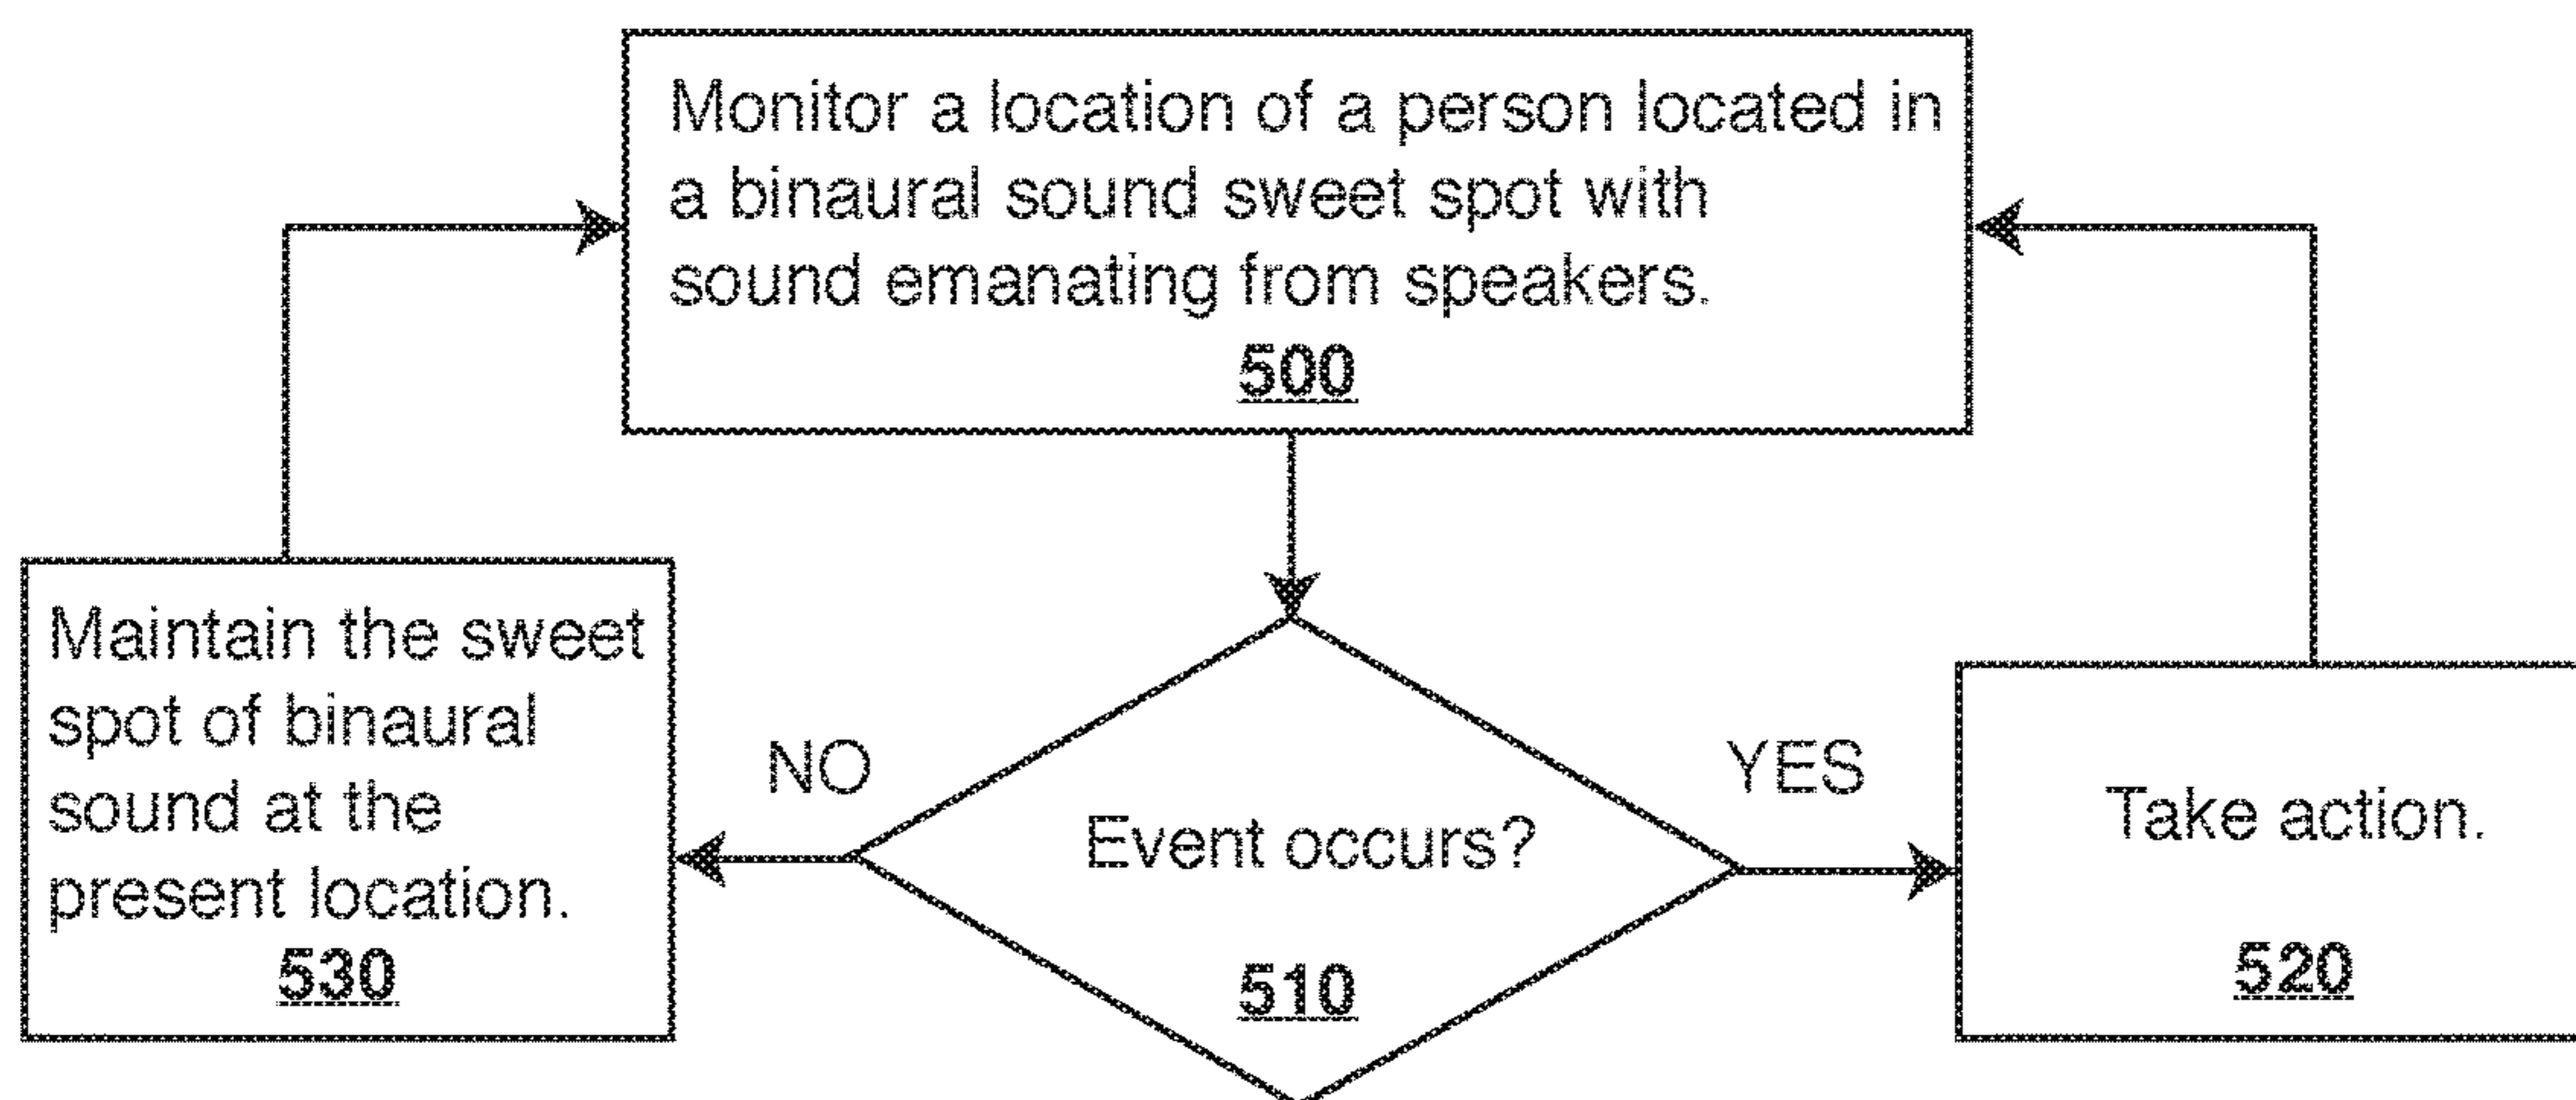 Monitor a location of a person located in
a binaural sound sweet spot with
sound emanating from speakers.
500
Maintain the sweet
spot of binaural
sound at the
present location.
530
NO
Event occurs?
510
YES
Take action.
520